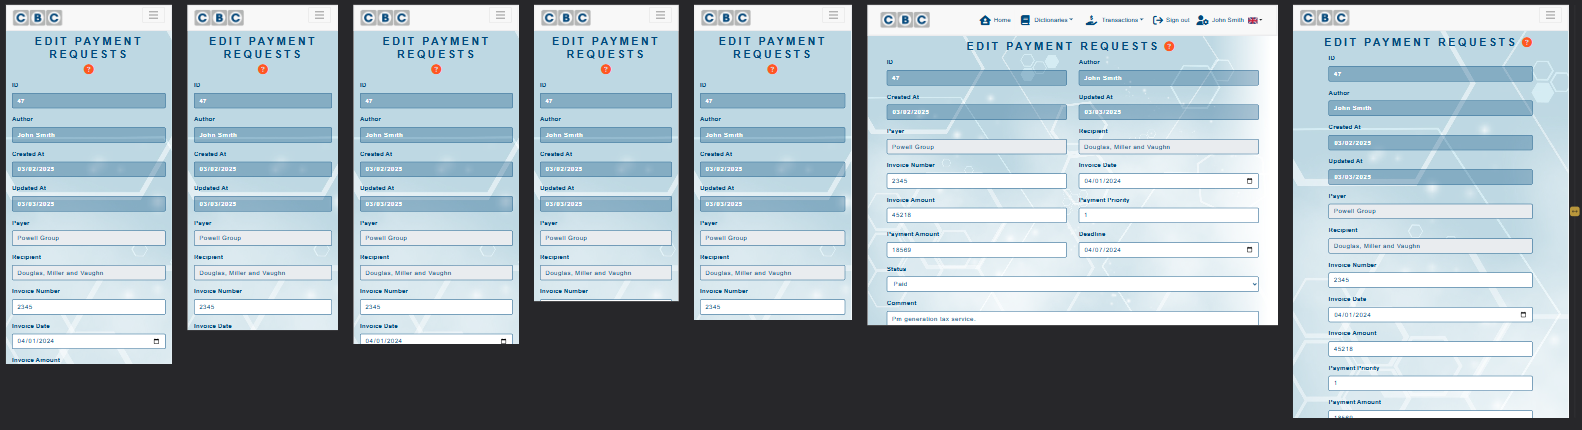 CBC
EDIT PAYMENT
REQUESTS
?
ID
47
Author
John Smith
Created At
03/02/2025
Updated At
03/03/2025
Payer
Powell Group
Recipient
Douglas, Miller and Vaughn
Invoice Number
2345
Invoice Date
04/01/2024
Invoice Amount
CBC
EDIT PAYMENT
REQUESTS
?
ID
47
Author
John Smith
Created At
03/02/2025
Updated At
03/03/2025
Payer
Powell Group
Recipient
Douglas, Miller and Vaughn
Invoice Number
2345
Invoice Date
CBC
EDIT PAYMENT
REQUESTS
?
ID
47
Author
John Smith
Created At
03/02/2025
Updated At
03/03/2025
Payer
Powell Group
Recipient
Douglas, Miller and Vaughn
Invoice Number
2345
Invoice Date
04/01/2024
CBC
EDIT PAYMENT
REQUESTS
?
ID
47
Author
John Smith
Created At
03/02/2025
Updated At
03/03/2025
Payer
Powell Group
Recipient
Douglas, Miller and Vaughn
Invoice Number
CBC
EDIT PAYMENT
REQUESTS
?
ID
47
Author
John Smith
Created At
03/02/2025
Updated At
03/03/2025
Payer
Powell Group
Recipient
Douglas, Miller and Vaughn
Invoice Number
2345
CBC Home Dictionaries Transactions Sign out John Smith
EDIT PAYMENT REQUESTS ?
ID Author
47 John Smith
Created At Updated At
03/02/2025 03/03/2025
Payer Recipient
Powell Group Douglas, Miller and Vaughn
Invoice Number Invoice Date
2345 04/01/2024
Invoice Amount Payment Priority
45218 1
Payment Amount Deadline
18569 04/07/2024
Status
Paid
Comment
Pm generation tax service.
CBC
EDIT PAYMENT REQUESTS ?
ID
47
Author
John Smith
Created At
03/02/2025
Updated At
03/03/2025
Payer
Powell Group
Recipient
Douglas, Miller and Vaughn
Invoice Number
2345
Invoice Date
04/01/2024
Invoice Amount
45218
Payment Priority
1
Payment Amount
18569